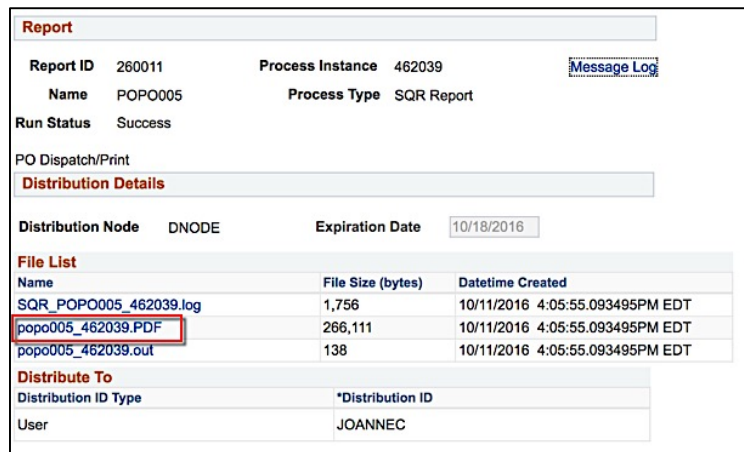 Report
Report ID 260011 Process Instance 462039 Message Log
Name POPO005 Process Type SQR Report
Run Status Success
PO Dispatch/Print
Distribution Details
Distribution Node DNODE Expiration Date 10/18/2016
File List
Name File Size (bytes) Datetime Created
SQR_POPO005_462039.log 1,756 10/11/2016 4:05:55.093495PM EDT
popo005_462039.PDF 266,111 10/11/2016 4:05:55.093495PM EDT
popo005_462039.out 138 10/11/2016 4:05:55.093495PM EDT
Distribute To
Distribution ID Type *Distribution ID
User JOANNEC